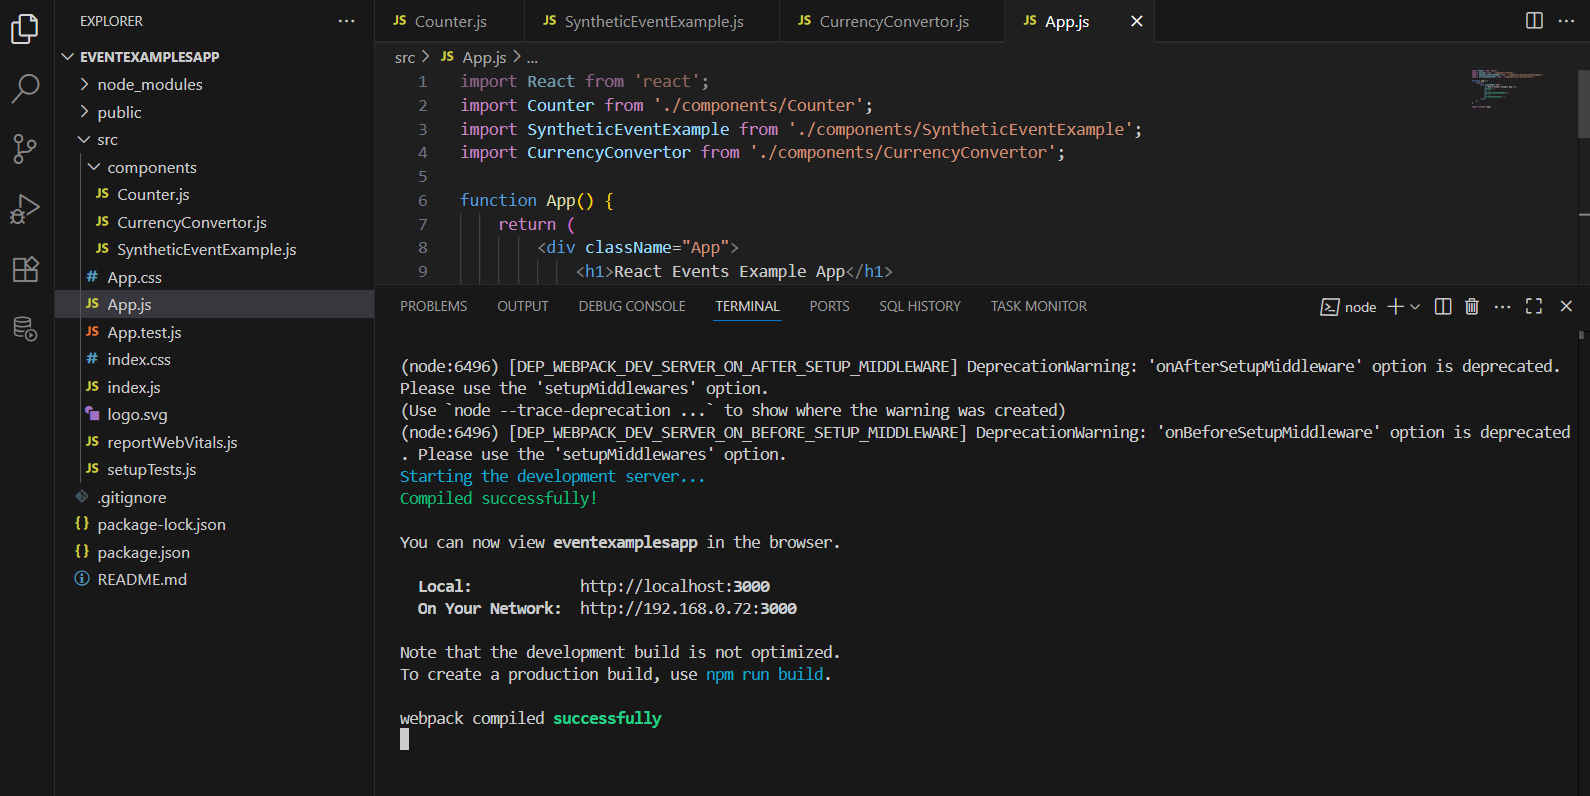 EXPLORER
EVENTEXAMPLESAPP
node_modules
public
src
components
JS Counter.js
JS CurrencyConvertor.js
JS SyntheticEventExample.js
# App.css
JS App.js
JS App.test.js
# index.css
JS index.js
logo.svg
JS reportWebVitals.js
JS setupTests.js
.gitignore
{} package-lock.json
{} package.json
README.md
JS Counter.js JS SyntheticEventExample.js JS CurrencyConvertor.js JS App.js
src > JS App.js > ...
1 import React from 'react';
2 import Counter from './components/Counter';
3 import SyntheticEventExample from './components/SyntheticEventExample';
4 import CurrencyConvertor from './components/CurrencyConvertor';
5
6 function App() {
7 return (
8 <div className="App">
9 <h1>React Events Example App</h1>
PROBLEMS OUTPUT DEBUG CONSOLE TERMINAL PORTS SQL HISTORY TASK MONITOR node
(node:6496) [DEP_WEBPACK_DEV_SERVER_ON_AFTER_SETUP_MIDDLEWARE] DeprecationWarning: 'onAfterSetupMiddleware' option is deprecated.
Please use the 'setupMiddlewares' option.
(Use `node --trace-deprecation ...` to show where the warning was created)
(node:6496) [DEP_WEBPACK_DEV_SERVER_ON_BEFORE_SETUP_MIDDLEWARE] DeprecationWarning: 'onBeforeSetupMiddleware' option is deprecated
. Please use the 'setupMiddlewares' option.
Starting the development server...
Compiled successfully!
You can now view eventexamplesapp in the browser.
Local: http://localhost:3000
On Your Network: http://192.168.0.72:3000
Note that the development build is not optimized.
To create a production build, use npm run build.
webpack compiled successfully